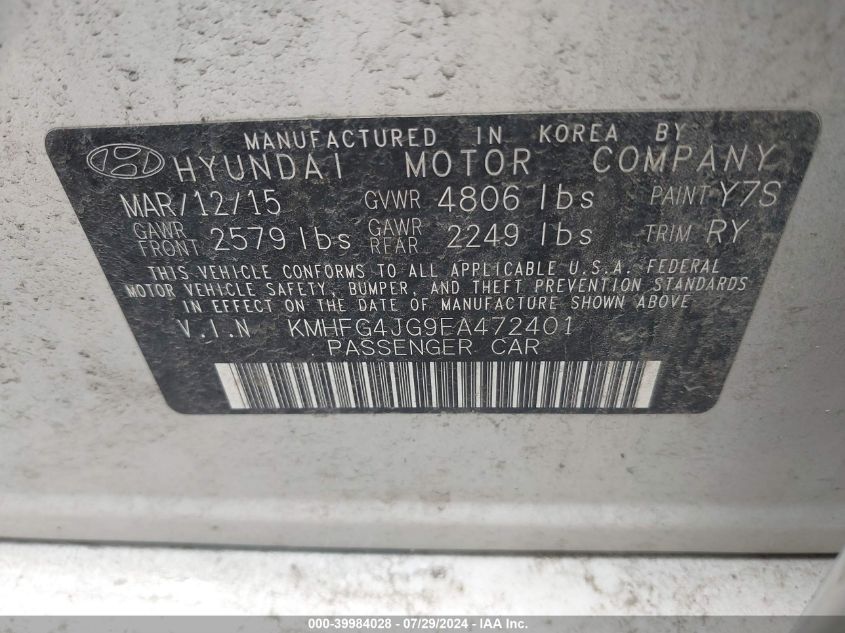 MANUFACTURED IN KOREA BY
HYUNDAI MOTOR COMPANY
MAR/12/15 GVWR 4806 lbs PAINT Y7S
GAWR FRONT 2579 lbs GAWR REAR 2249 lbs TRIM RY
THIS VEHICLE CONFORMS TO ALL APPLICABLE U.S.A. FEDERAL
MOTOR VEHICLE SAFETY, BUMPER, AND THEFT PREVENTION STANDARDS
IN EFFECT ON THE DATE OF MANUFACTURE SHOWN ABOVE
V.I.N KMHFG4JG9EA472401
PASSENGER CAR
000-39984028 - 07/29/2024 - IAA Inc.